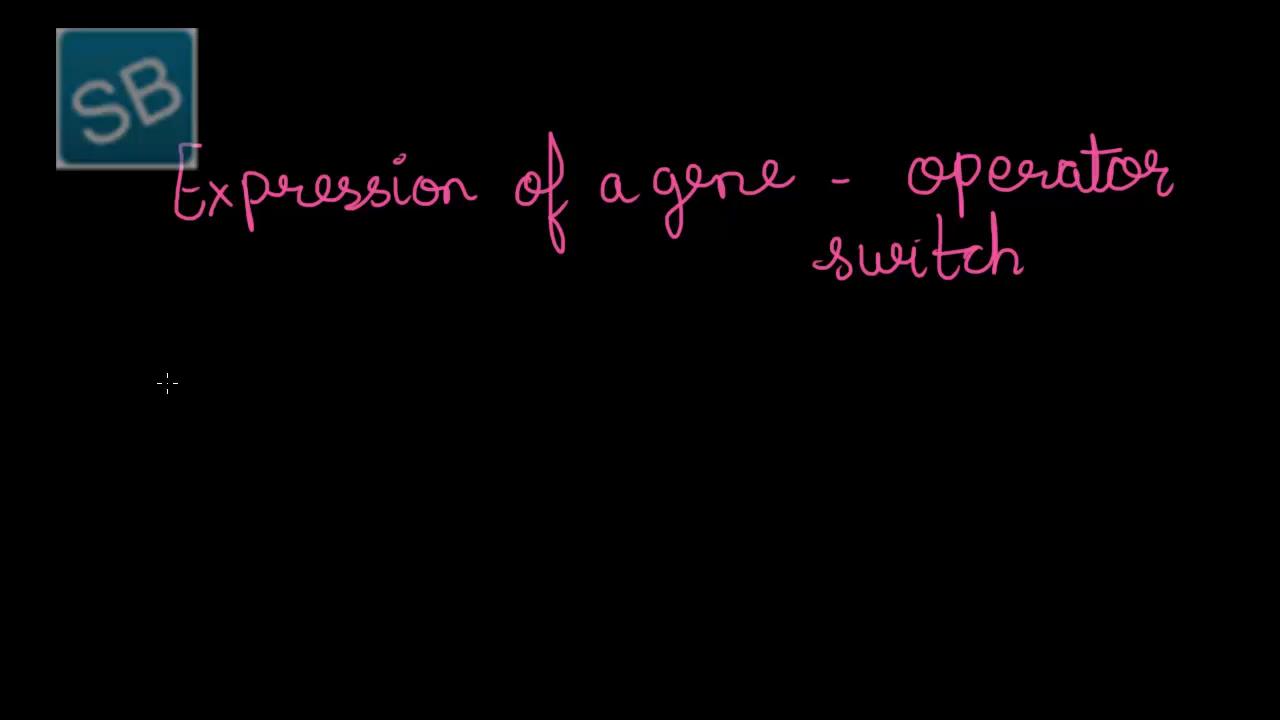 SB
Expression of a gene - operator
switch